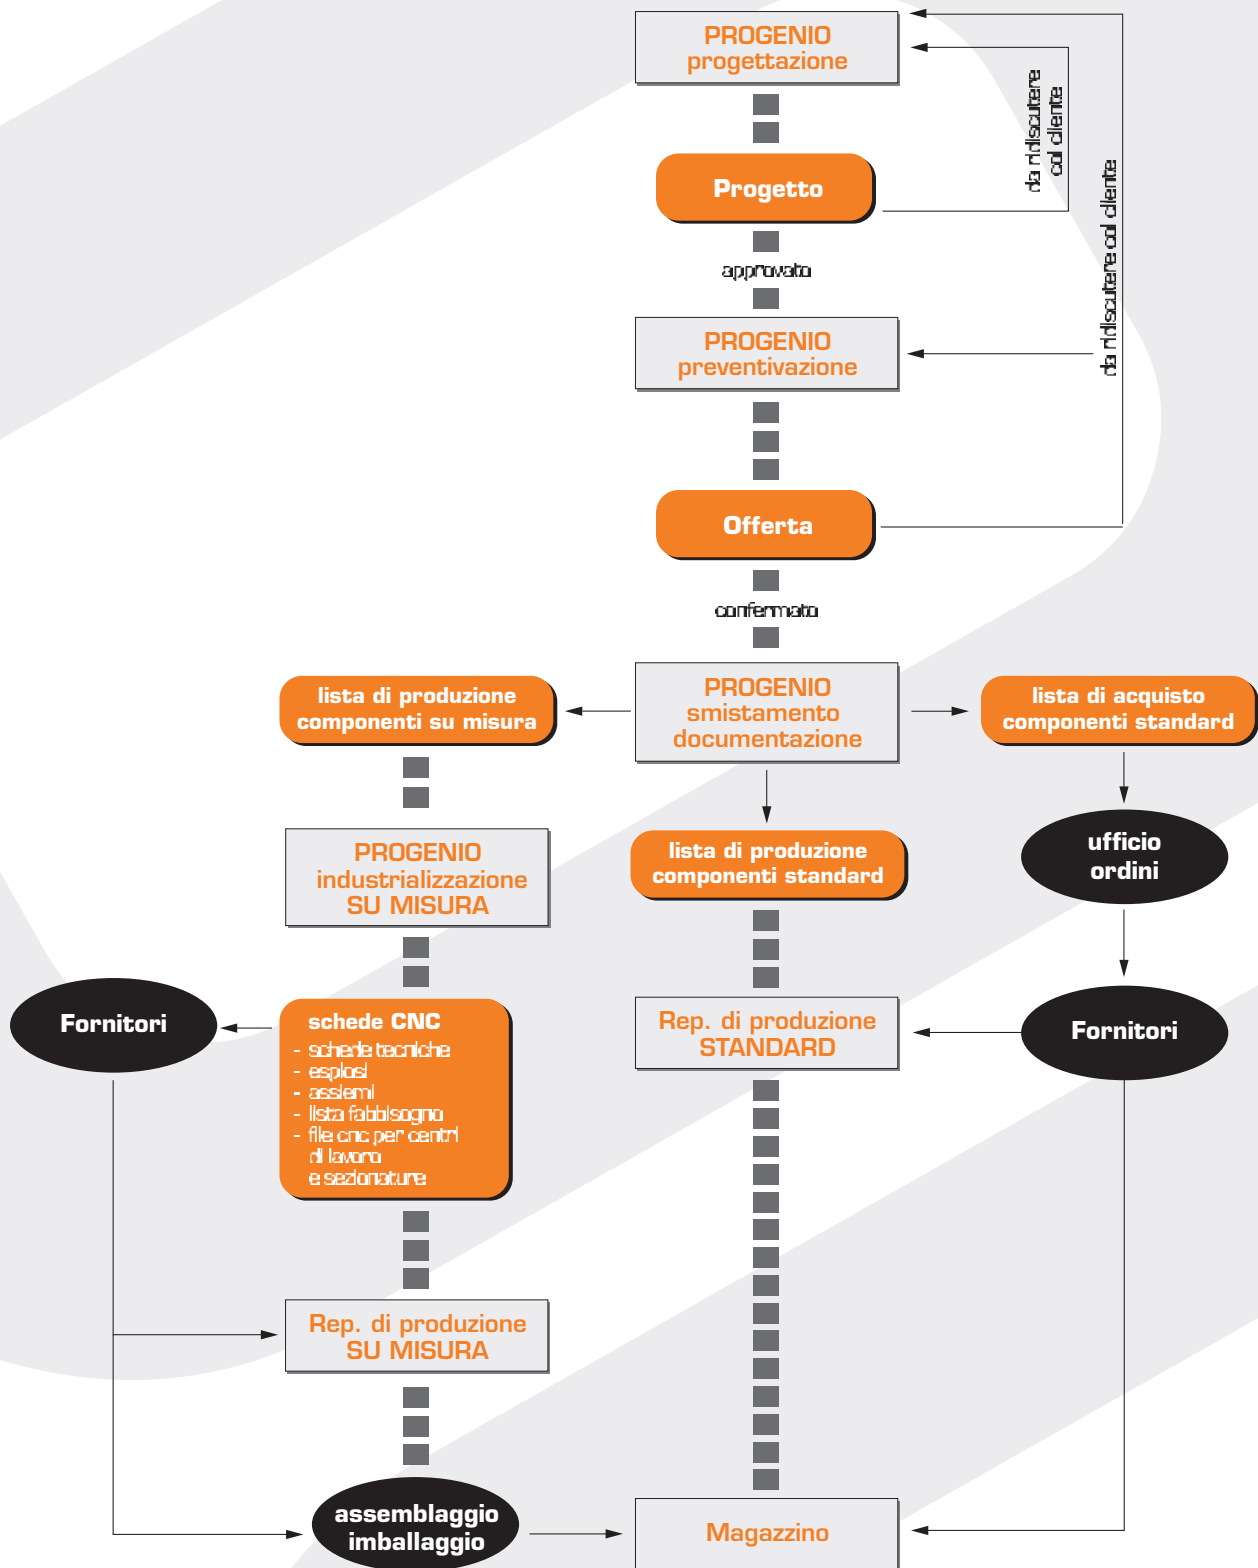 PROGENIO
progettazione
da ridiscutere
col cliente
da ridiscutere col cliente
Progetto
approvato
PROGENIO
preventivazione
Offerta
confermato
PROGENIO
smistamento
documentazione
lista di produzione
componenti su misura
lista di acquisto
componenti standard
PROGENIO
industrializzazione
SU MISURA
lista di produzione
componenti standard
ufficio
ordini
Fornitori
schede CNC
- schede tecniche
- esplosi
- assiemi
- lista fabbisogno
- file cnc per centri
di lavoro
e sezionature
Rep. di produzione
STANDARD
Fornitori
Rep. di produzione
SU MISURA
assemblaggio
imballaggio
Magazzino